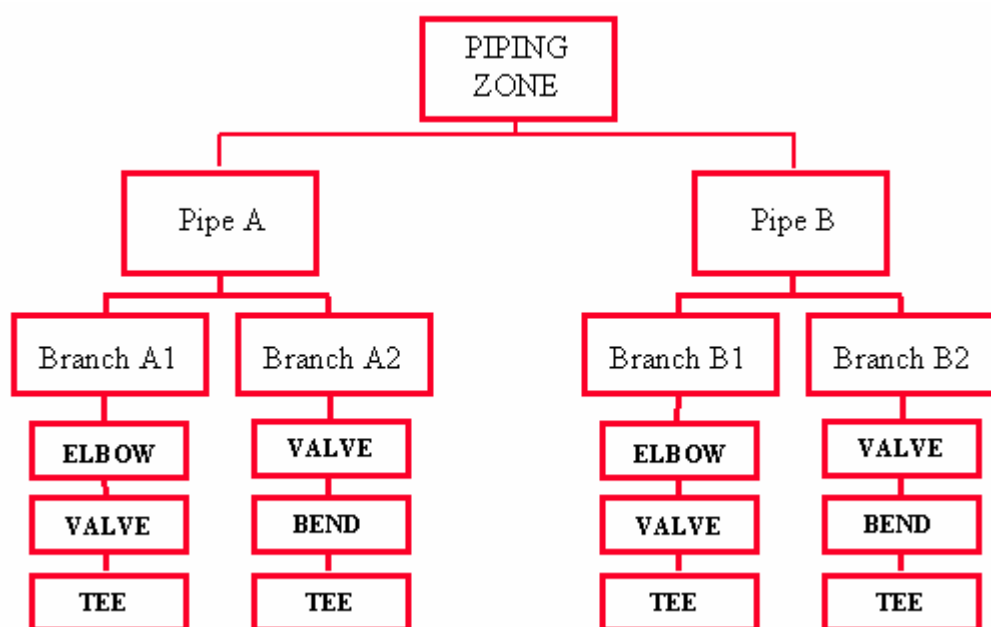 PIPING
ZONE
Pipe A
Pipe B
Branch A1
Branch A2
Branch B1
Branch B2
ELBOW
VALVE
ELBOW
VALVE
VALVE
BEND
VALVE
BEND
TEE
TEE
TEE
TEE